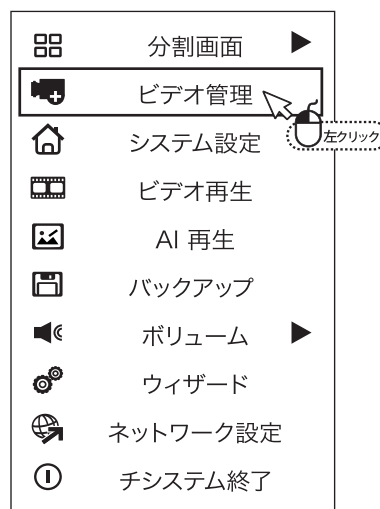 分割画面
ビデオ管理
左クリック
システム設定
ビデオ再生
AI 再生
バックアップ
ボリューム
ウィザード
ネットワーク設定
チシステム終了